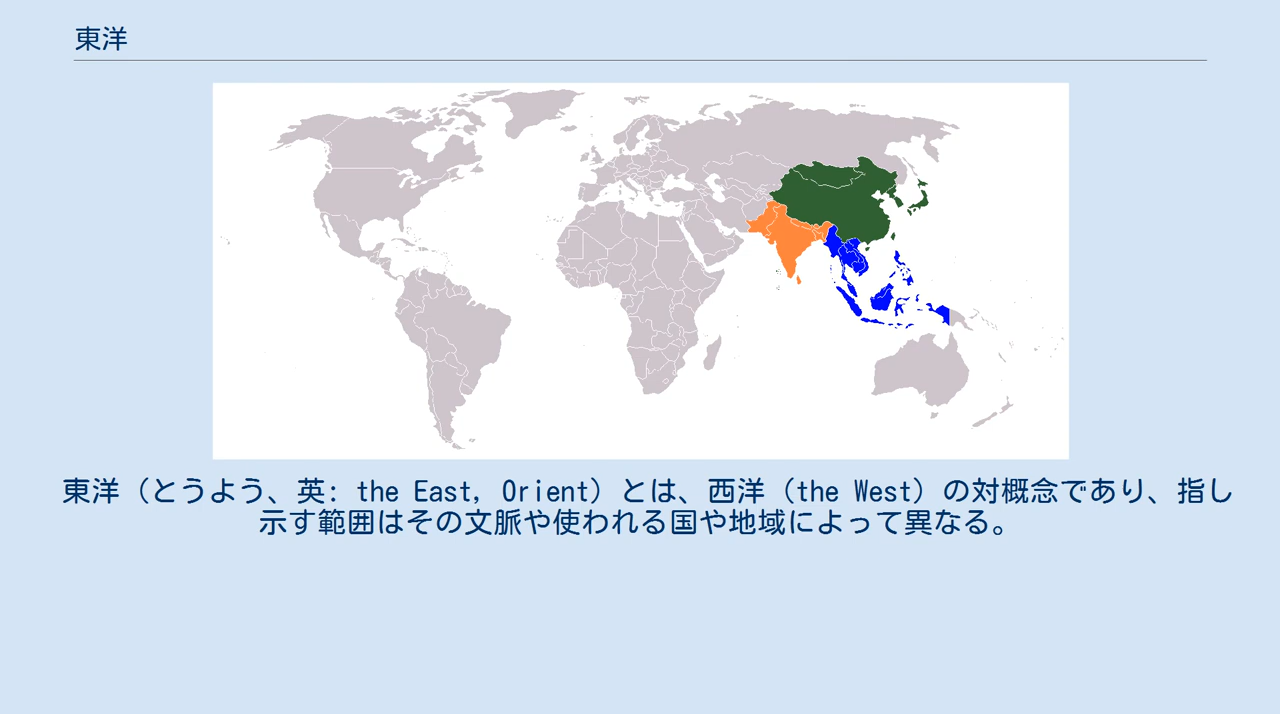 東洋
東洋（とうよう、英: the East, Orient）とは、西洋（the West）の対概念であり、指し
示す範囲はその文脈や使われる国や地域によって異なる。